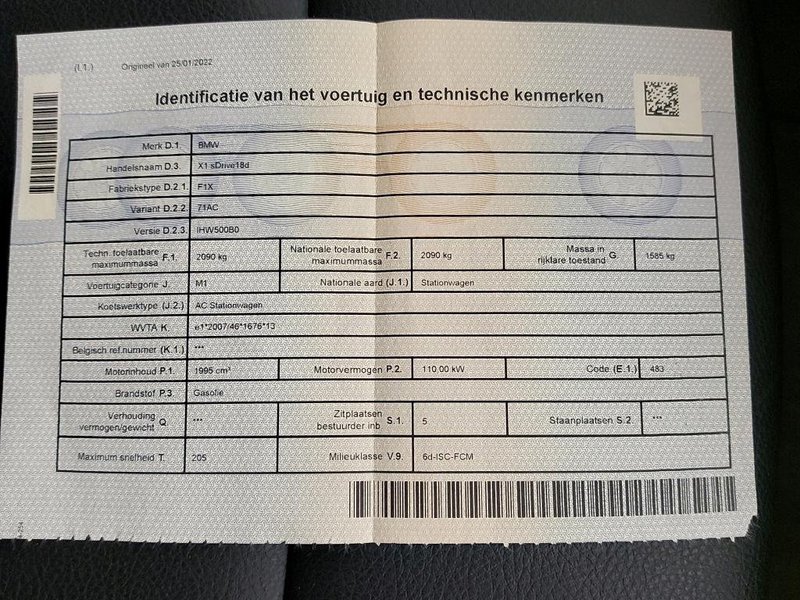 (I.1.) Origineel van 25/01/2022
Identificatie van het voertuig en technische kenmerken
Merk D.1. BMW
Handelsnaam D.3. X1 sDrive18d
Fabriekstype D.2.1. F1X
Variant D.2.2. 71AC
Versie D.2.3. IHW500B0
Techn. toelaatbare maximummassa F.1. 2090 kg Nationale toelaatbare maximummassa F.2. 2090 kg Massa in rijklare toestand G. 1585 kg
Voertuigcategorie J. M1 Nationale aard (J.1.) Stationwagen
Koetswerktype (J.2.) AC Stationwagen
WVTA K. e1*2007/46*1676*13
Belgisch ref.nummer (K.1.) ***
Motorinhoud P.1. 1995 cm³ Motorvermogen P.2. 110.00 kW Code (E.1.) 483
Brandstof P.3. Gasolie
Verhouding vermogen/gewicht Q. *** Zitplaatsen bestuurder inb. S.1. 5 Staanplaatsen S.2. ***
Maximum snelheid T. 205 Milieuklasse V.9. 6d-ISC-FCM